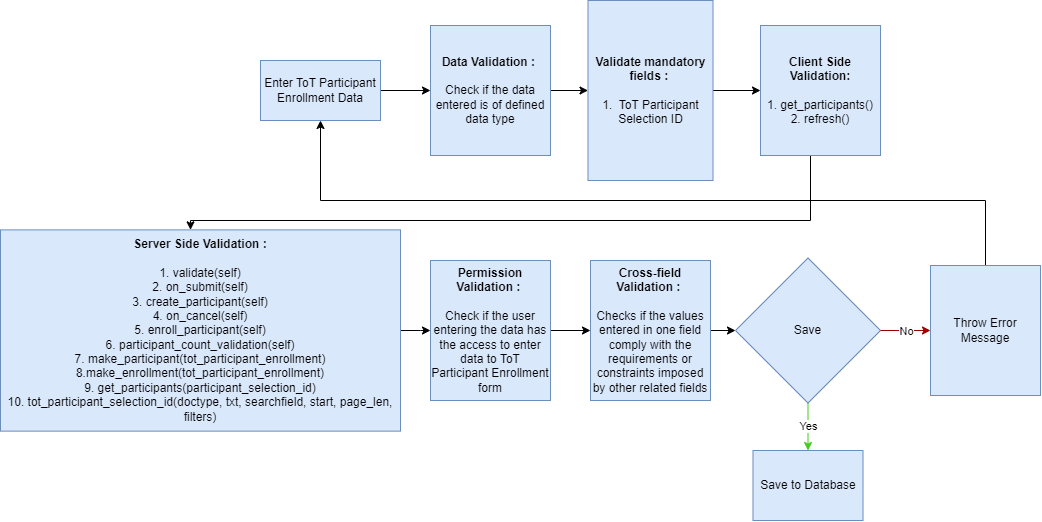 Enter ToT Participant
Enrollment Data
Data Validation :
Check if the data
entered is of defined
data type
Validate mandatory
fields :
1. ToT Participant
Selection ID
Client Side
Validation:
1. get_participants()
2. refresh()
Server Side Validation :
1. validate(self)
2. on_submit(self)
3. create_participant(self)
4. on_cancel(self)
5. enroll_participant(self)
6. participant_count_validation(self)
7. make_participant(tot_participant_enrollment)
8.make_enrollment(tot_participant_enrollment)
9. get_participants(participant_selection_id)
10. tot_participant_selection_id(doctype, txt, searchfield, start, page_len,
filters)
Permission
Validation :
Check if the user
entering the data has
the access to enter
data to ToT
Participant Enrollment
form
Cross-field
Validation :
Checks if the values
entered in one field
comply with the
requirements or
constraints imposed
by other related fields
Save
No
Throw Error
Message
Yes
Save to Database